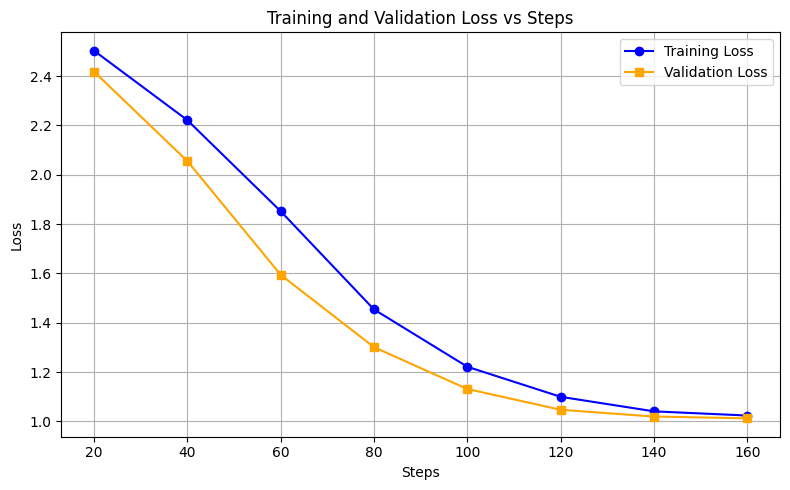 Training and Validation Loss vs Steps
Training Loss
Validation Loss
Loss
2.4
2.2
2.0
1.8
1.6
1.4
1.2
1.0
20 40 60 80 100 120 140 160
Steps